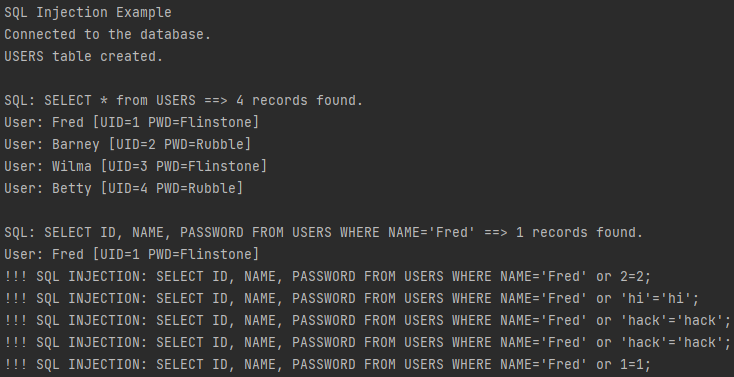 SQL Injection Example
Connected to the database.
USERS table created.
SQL: SELECT * from USERS ==> 4 records found.
User: Fred [UID=1 PWD=Flinstone]
User: Barney [UID=2 PWD=Rubble]
User: Wilma [UID=3 PWD=Flinstone]
User: Betty [UID=4 PWD=Rubble]
SQL: SELECT ID, NAME, PASSWORD FROM USERS WHERE NAME='Fred' ==> 1 records found.
User: Fred [UID=1 PWD=Flinstone]
!!! SQL INJECTION: SELECT ID, NAME, PASSWORD FROM USERS WHERE NAME='Fred' or 2=2;
!!! SQL INJECTION: SELECT ID, NAME, PASSWORD FROM USERS WHERE NAME='Fred' or 'hi'='hi';
!!! SQL INJECTION: SELECT ID, NAME, PASSWORD FROM USERS WHERE NAME='Fred' or 'hack'='hack';
!!! SQL INJECTION: SELECT ID, NAME, PASSWORD FROM USERS WHERE NAME='Fred' or 'hack'='hack';
!!! SQL INJECTION: SELECT ID, NAME, PASSWORD FROM USERS WHERE NAME='Fred' or 1=1;